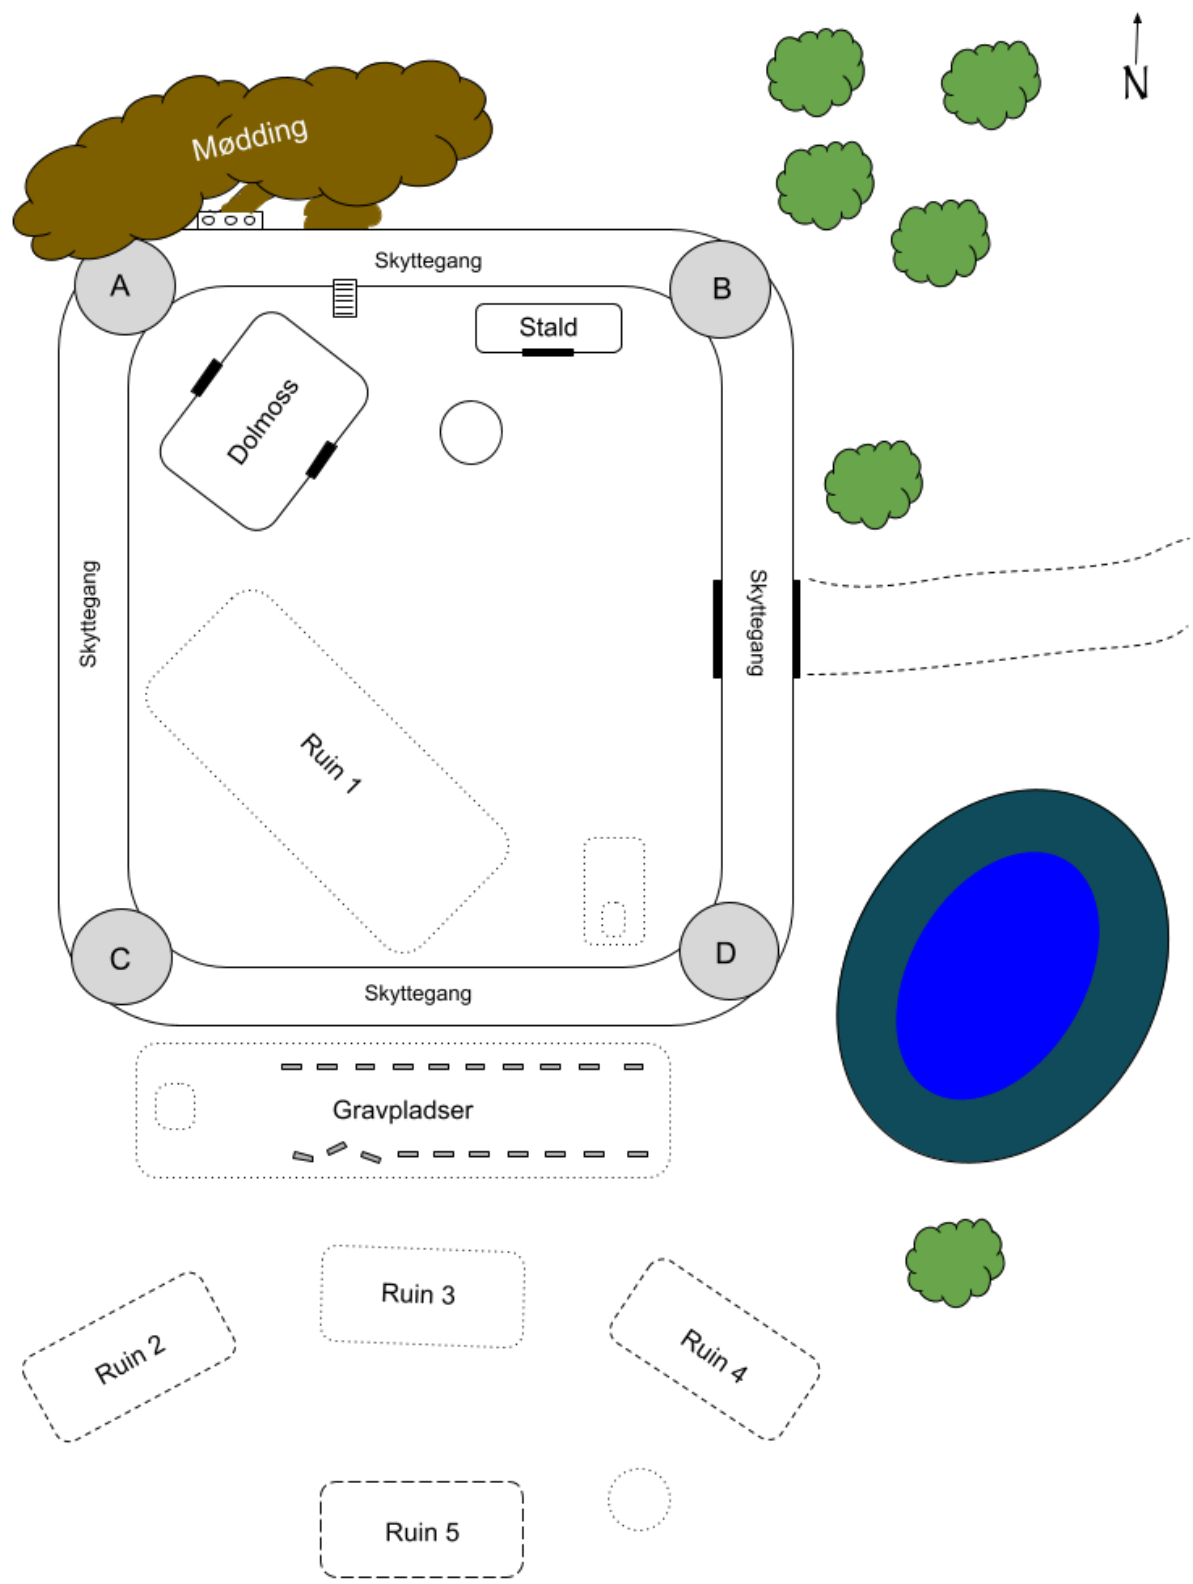 N
Mødding
Skyttegang
A
B
Stald
Dolmoss
Skyttegang
Skyttegang
Ruin 1
C
D
Skyttegang
Gravpladser
Ruin 2
Ruin 3
Ruin 4
Ruin 5